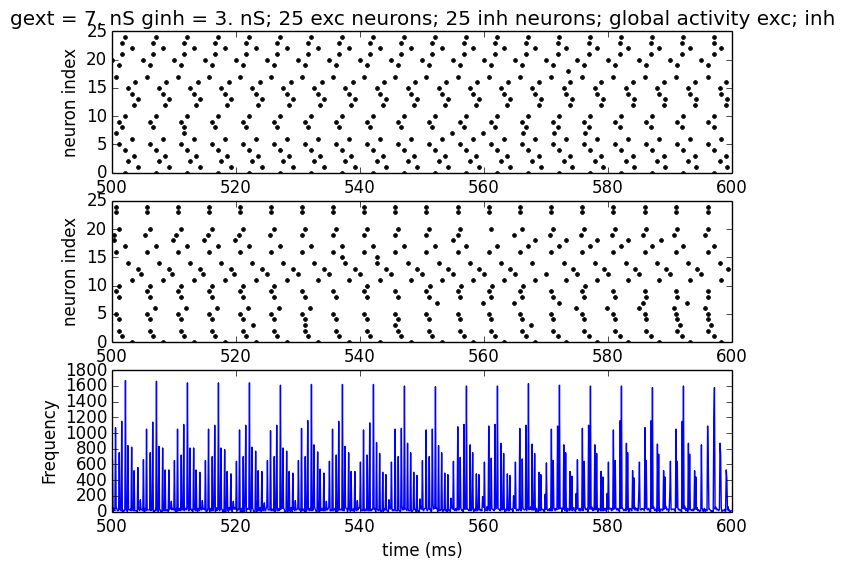 gext = 7. nS ginh = 3. nS; 25 exc neurons; 25 inh neurons; global activity exc; inh
25
20
15
10
5
0
neuron index
500 520 540 560 580 600
25
20
15
10
5
0
neuron index
500 520 540 560 580 600
1800
1600
1400
1200
1000
800
600
400
200
0
Frequency
500 520 540 560 580 600
time (ms)